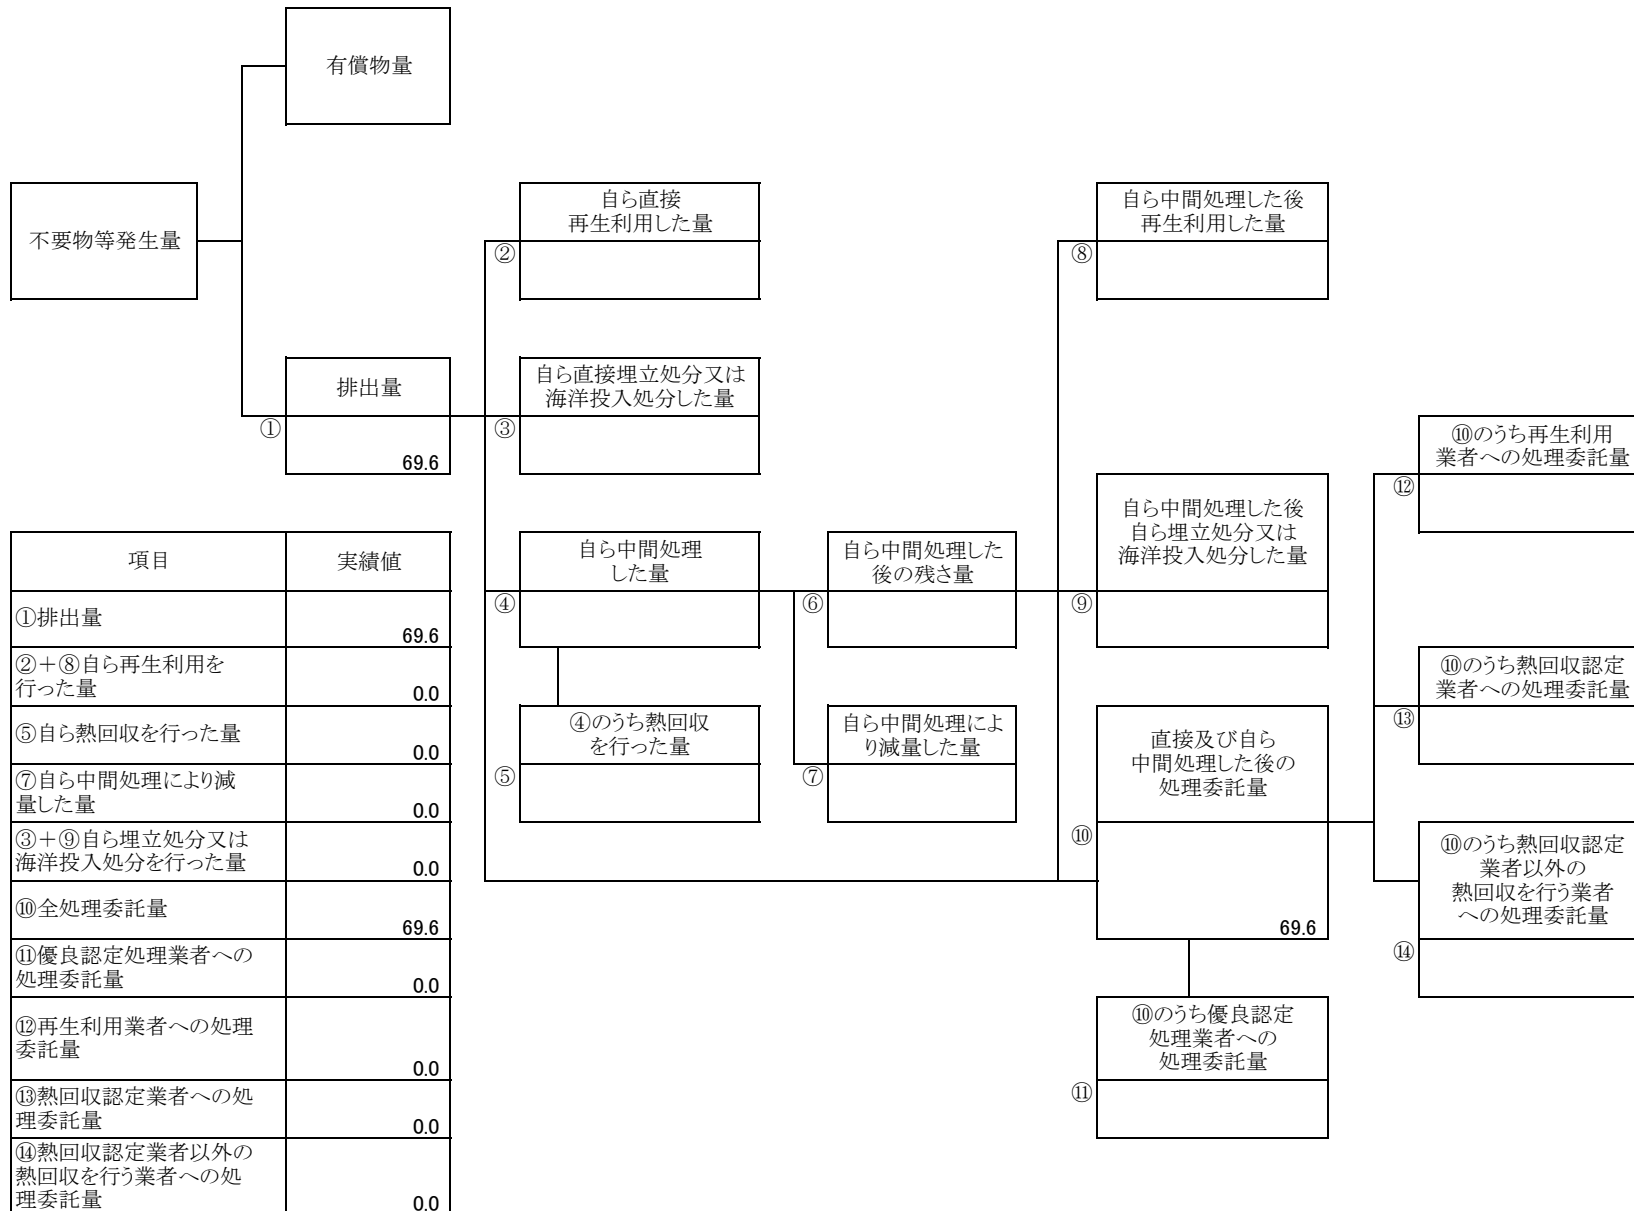 有償物量
不要物等発生量
自ら直接
再生利用した量
②
自ら中間処理した後
再生利用した量
⑧
排出量
①
69.6
自ら直接埋立処分又は
海洋投入処分した量
③
⑩のうち再生利用
業者への処理委託量
⑫
自ら中間処理
した量
④
自ら中間処理した
後の残さ量
⑥
自ら中間処理した後
自ら埋立処分又は
海洋投入処分した量
⑨
⑩のうち熱回収認定
業者への処理委託量
⑬
④のうち熱回収
を行った量
⑤
自ら中間処理によ
り減量した量
⑦
直接及び自ら
中間処理した後の
処理委託量
⑩
69.6
⑩のうち熱回収認定
業者以外の
熱回収を行う業者
への処理委託量
⑭
⑩のうち優良認定
処理業者への
処理委託量
⑪
項目 実績値
①排出量
69.6
②＋⑧自ら再生利用を
行った量
0.0
⑤自ら熱回収を行った量
0.0
⑦自ら中間処理により減
量した量
0.0
③＋⑨自ら埋立処分又は
海洋投入処分を行った量
0.0
⑩全処理委託量
69.6
⑪優良認定処理業者への
処理委託量
0.0
⑫再生利用業者への処理
委託量
0.0
⑬熱回収認定業者への処
理委託量
0.0
⑭熱回収認定業者以外の
熱回収を行う業者への処
理委託量
0.0